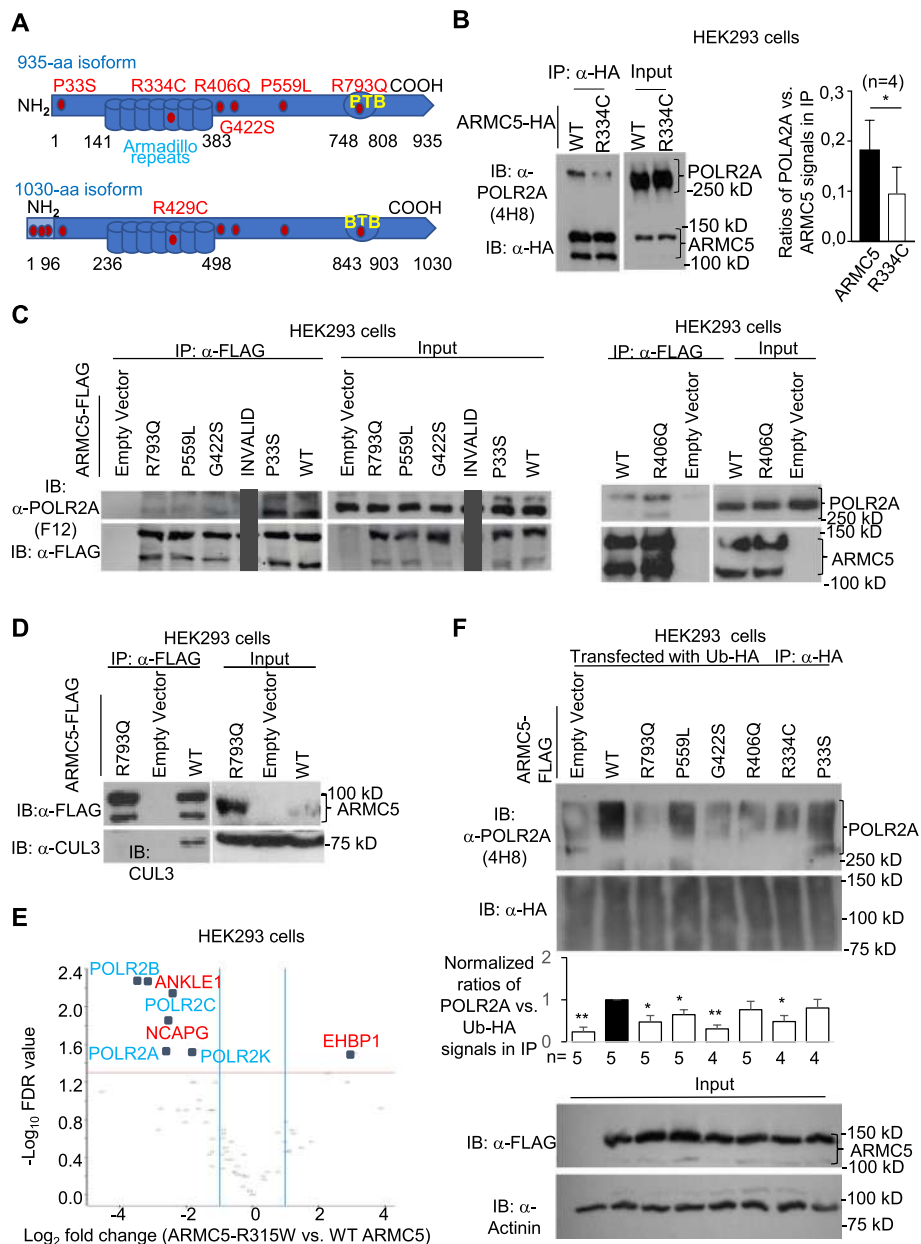 A
935-aa isoform
P33S R334C R406Q P559L R793Q COOH
NH2 PTB
G422S
1 141 383 748 808 935
Armadillo
repeats
1030-aa isoform
NH2 R429C COOH
BTB
1 96 236 498 843 903 1030
B
HEK293 cells
IP: α-HA Input
ARMC5-HA WT R334C WT R334C
IB: α-
POLR2A
(4H8)
POLR2A
-250 kD
150 kD
IB: α-HA
ARMC5
-100 kD
(n=4)
*
Ratios of POLA2A vs.
ARMC5 signals in IP
0,3
0,2
0,1
0,0
ARMC5
R334C
C
HEK293 cells
IP: α-FLAG Input
ARMC5-FLAG
Empty Vector R793Q P559L G422S INVALID P33S WT
Empty Vector R793Q P559L G422S INVALID P33S WT
IB:
α-POLR2A
(F12)
IB: α-FLAG
HEK293 cells
IP: α-FLAG Input
WT R406Q Empty Vector WT R406Q Empty Vector
POLR2A
250 kD
-150 kD
ARMC5
-100 kD
D
HEK293 cells
IP: α-FLAG Input
ARMC5-FLAG
R793Q Empty Vector WT R793Q Empty Vector WT
IB:α-FLAG
-100 kD
ARMC5
IB: α-CUL3
IB:
CUL3
-75 kD
E
HEK293 cells
-Log10 FDR value
2.4
2.0
1.6
1.2
0.8
0.4
0.0
POLR2B
ANKLE1
POLR2C
NCAPG
POLR2A
POLR2K
EHBP1
-4 -2 0 2 4
Log2 fold change (ARMC5-R315W vs. WT ARMC5)
F
HEK293 cells
Transfected with Ub-HA IP: α-HA
ARMC5-
FLAG
Empty Vector WT R793Q P559L G422S R406Q R334C P33S
IB:
α-POLR2A
(4H8)
POLR2A
250 kD
-150 kD
IB: α-HA
-100 kD
-75 kD
Normalized
ratios of
POLR2A vs.
Ub-HA
signals in IP
2
1
0
** * * ** *
n= 5 5 5 5 4 5 4 4
Input
IB: α-FLAG
-150 kD
ARMC5
100 kD
IB: α-
Actinin
-100 kD
-75 kD